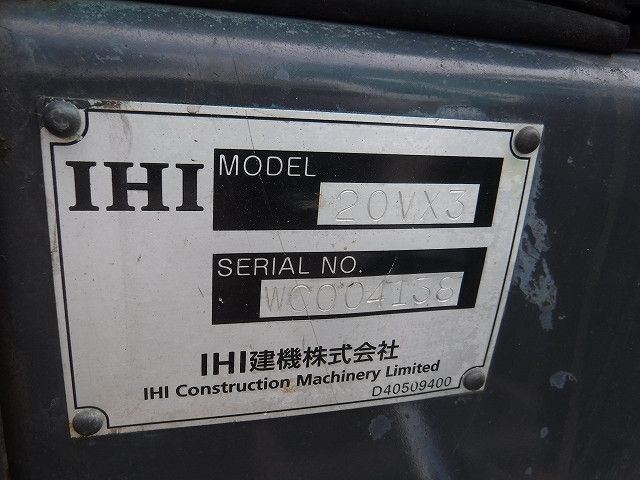 IHI
MODEL
20VX3
SERIAL NO.
WC004138
IHI建機株式会社
IHI Construction Machinery Limited
D40509400